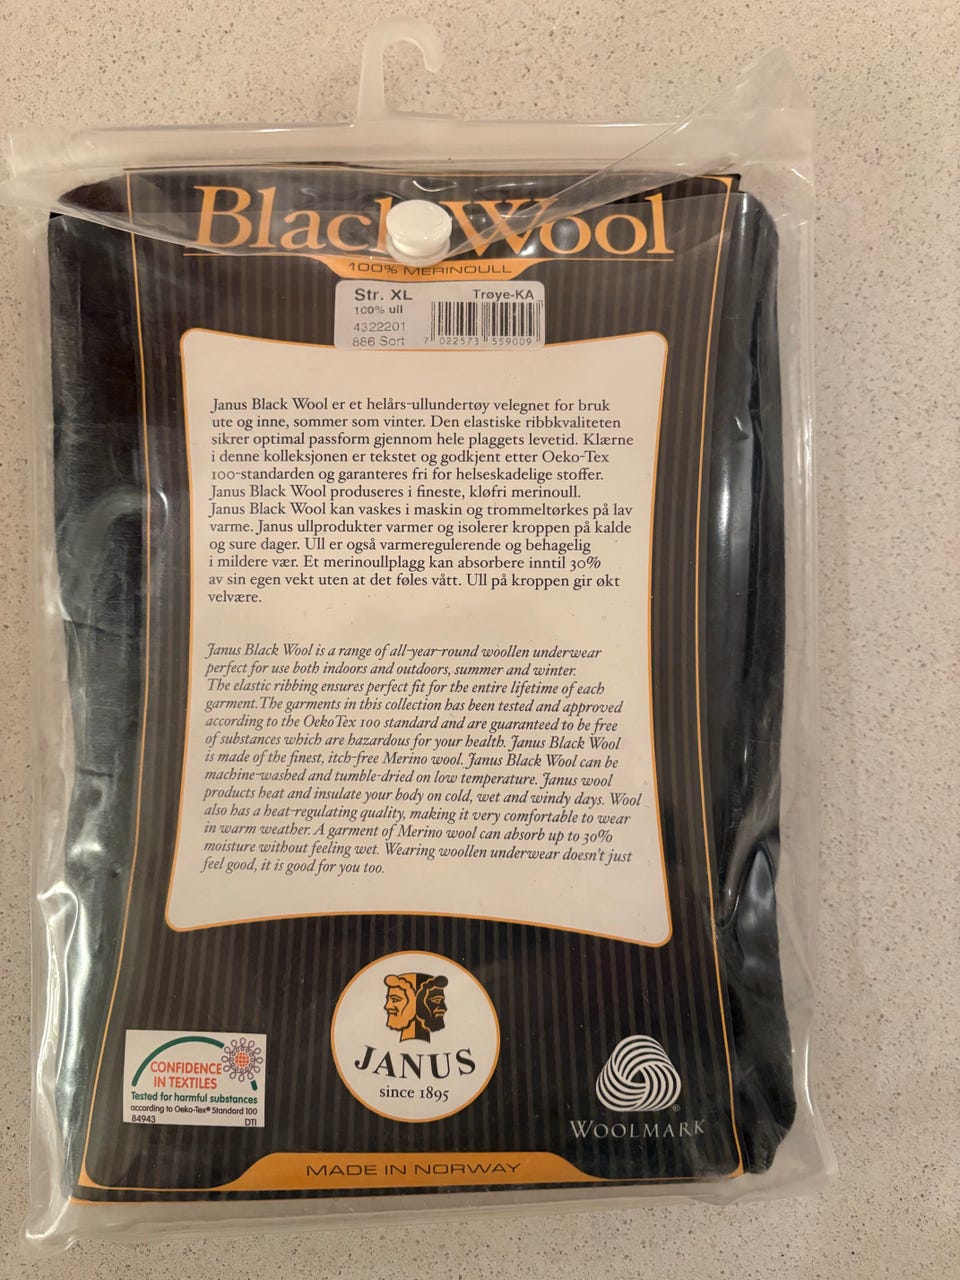 Black Wool
100% MERINOULL
Str. XL Trøye-KA
100% ull
4322201
886 Sort 7 022573 559009
Janus Black Wool er et helårs-ullundertøy velegnet for bruk
ute og inne, sommer som vinter. Den elastiske ribbkvaliteten
sikrer optimal passform gjennom hele plaggets levetid. Klærne
i denne kolleksjonen er tekstet og godkjent etter Oeko-Tex
100-standarden og garanteres fri for helseskadelige stoffer.
Janus Black Wool produseres i fineste, kløfri merinoull.
Janus Black Wool kan vaskes i maskin og trommeltørkes på lav
varme. Janus ullprodukter varmer og isolerer kroppen på kalde
og sure dager. Ull er også varmeregulerende og behagelig
i mildere vær. Et merinoullplagg kan absorbere inntil 30%
av sin egen vekt uten at det føles vått. Ull på kroppen gir økt
velvære.
Janus Black Wool is a range of all-year-round woollen underwear
perfect for use both indoors and outdoors, summer and winter.
The elastic ribbing ensures perfect fit for the entire lifetime of each
garment. The garments in this collection has been tested and approved
according to the Oeko Tex 100 standard and are guaranteed to be free
of substances which are hazardous for your health. Janus Black Wool
is made of the finest, itch-free Merino wool. Janus Black Wool can be
machine-washed and tumble-dried on low temperature. Janus wool
products heat and insulate your body on cold, wet and windy days. Wool
also has a heat-regulating quality, making it very comfortable to wear
in warm weather. A garment of Merino wool can absorb up to 30%
moisture without feeling wet. Wearing woollen underwear doesn't just
feel good, it is good for you too.
JANUS
since 1895
CONFIDENCE
IN TEXTILES
Tested for harmful substances
according to Oeko-Tex® Standard 100
84943 DTI
WOOLMARK
®
MADE IN NORWAY